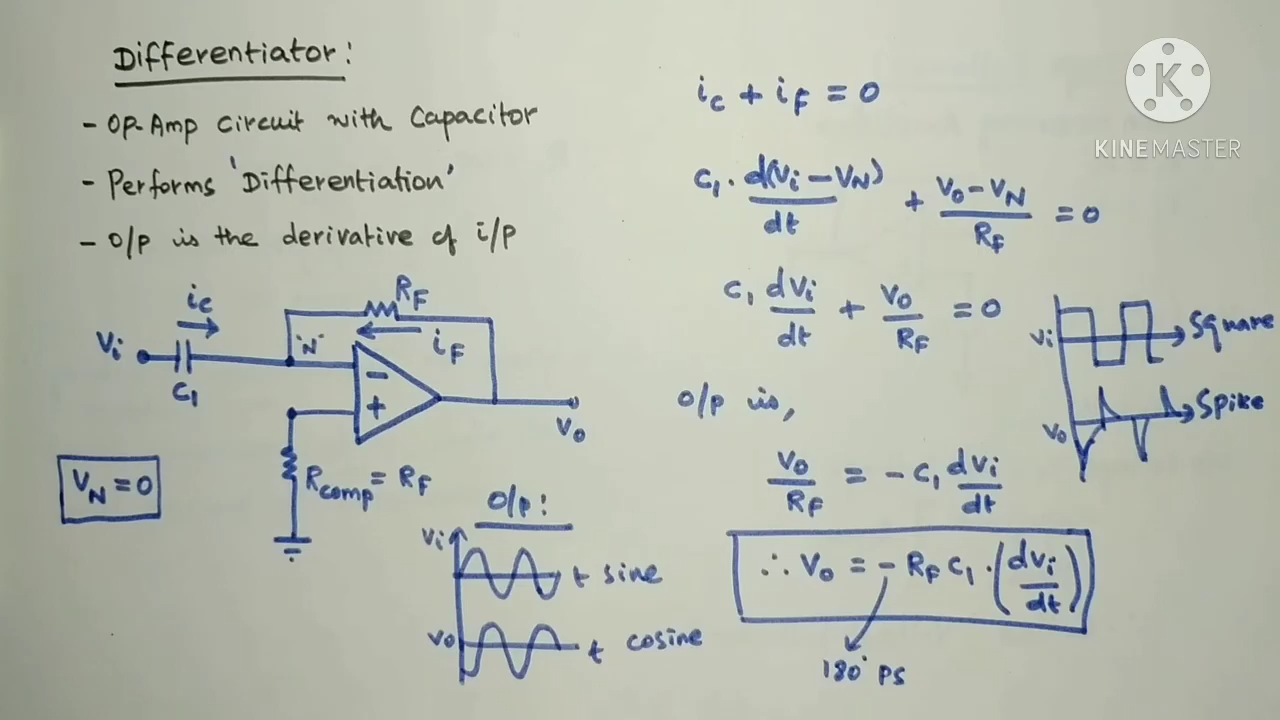 Differentiator:
- OP-Amp circuit with Capacitor
- Performs 'Differentiation'
- O/P is the derivative of i/p
ic
RF
Vi
C1
'N'
iF
-
+
Vo
Rcomp = RF
VN = 0
O/p:
Vi
t sine
Vo
t cosine
ic + iF = 0
C1 . d(Vi - VN)/dt + Vo - VN/RF = 0
C1 dVi/dt + Vo/RF = 0
O/p is,
Vo/RF = - C1 dVi/dt
∴ Vo = - RF C1 . (dVi/dt)
180° PS
Vi
Square
Vo
Spike
K
KINEMASTER